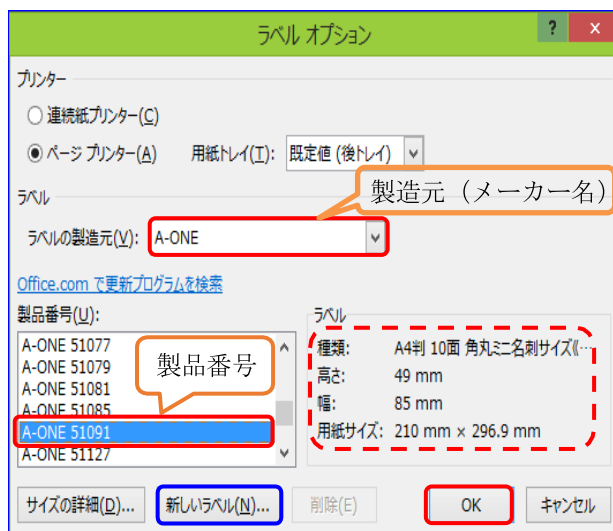 ラベル オプション
? x
プリンター
連続紙プリンター(C)
ページ プリンター(A) 用紙トレイ(T): 既定値 (後トレイ)
製造元（メーカー名）
ラベル
ラベルの製造元(V): A-ONE
Office.com で更新プログラムを検索
製品番号(U):
A-ONE 51077
A-ONE 51079
A-ONE 51081
A-ONE 51085
A-ONE 51091
A-ONE 51127
製品番号
ラベル
種類: A4判 10面 角丸ミニ名刺サイズ《…
高さ: 49 mm
幅: 85 mm
用紙サイズ: 210 mm × 296.9 mm
サイズの詳細(D)... 新しいラベル(N)... 削除(E) OK キャンセル